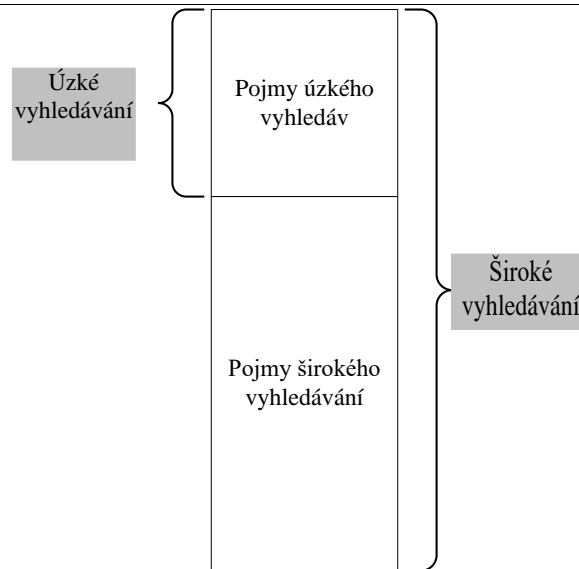 Úzké
vyhledávání
Pojmy úzkého
vyhledáv
Široké
vyhledávání
Pojmy širokého
vyhledávání